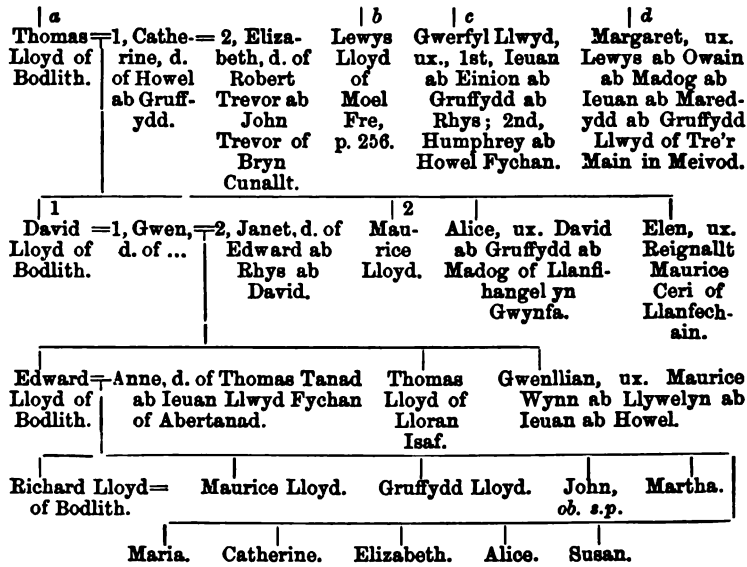 a b c d
Thomas = 1, Cathe- = 2, Eliza- Lewys Gwerfyl Llwyd, Margaret, ux.
Lloyd of rine, d. beth, d. of Lloyd ux., 1st, Ieuan Lewys ab Owain
Bodlith. of Howel Robert of ab Einion ab ab Madog ab
ab Gruff- Trevor ab Moel Gruffydd ab Ieuan ab Mared-
ydd. John Fre, Rhys; 2nd, ydd ab Gruffydd
Trevor of p. 256. Humphrey ab Llwyd of Tre'r
Bryn Howel Fychan. Main in Meivod.
Cunallt.
1 2
David = 1, Gwen, = 2, Janet, d. of Mau- Alice, ux. David Elen, ux.
Lloyd of d. of ... Edward ab rice ab Gruffydd ab Reignallt
Bodlith. Rhys ab Lloyd. Madog of Llanfi- Maurice
David. hangel yn Ceri of
Gwynfa. Llanfech-
ain.
Edward = Anne, d. of Thomas Tanad Thomas Gwenllian, ux. Maurice
Lloyd of ab Ieuan Llwyd Fychan Lloyd of Wynn ab Llywelyn ab
Bodlith. of Abertanad. Lloran Ieuan ab Howel.
Isaf.
Richard Lloyd = Maurice Lloyd. Gruffydd Lloyd. John, Martha.
of Bodlith. ob. s.p.
Maria. Catherine. Elizabeth. Alice. Susan.